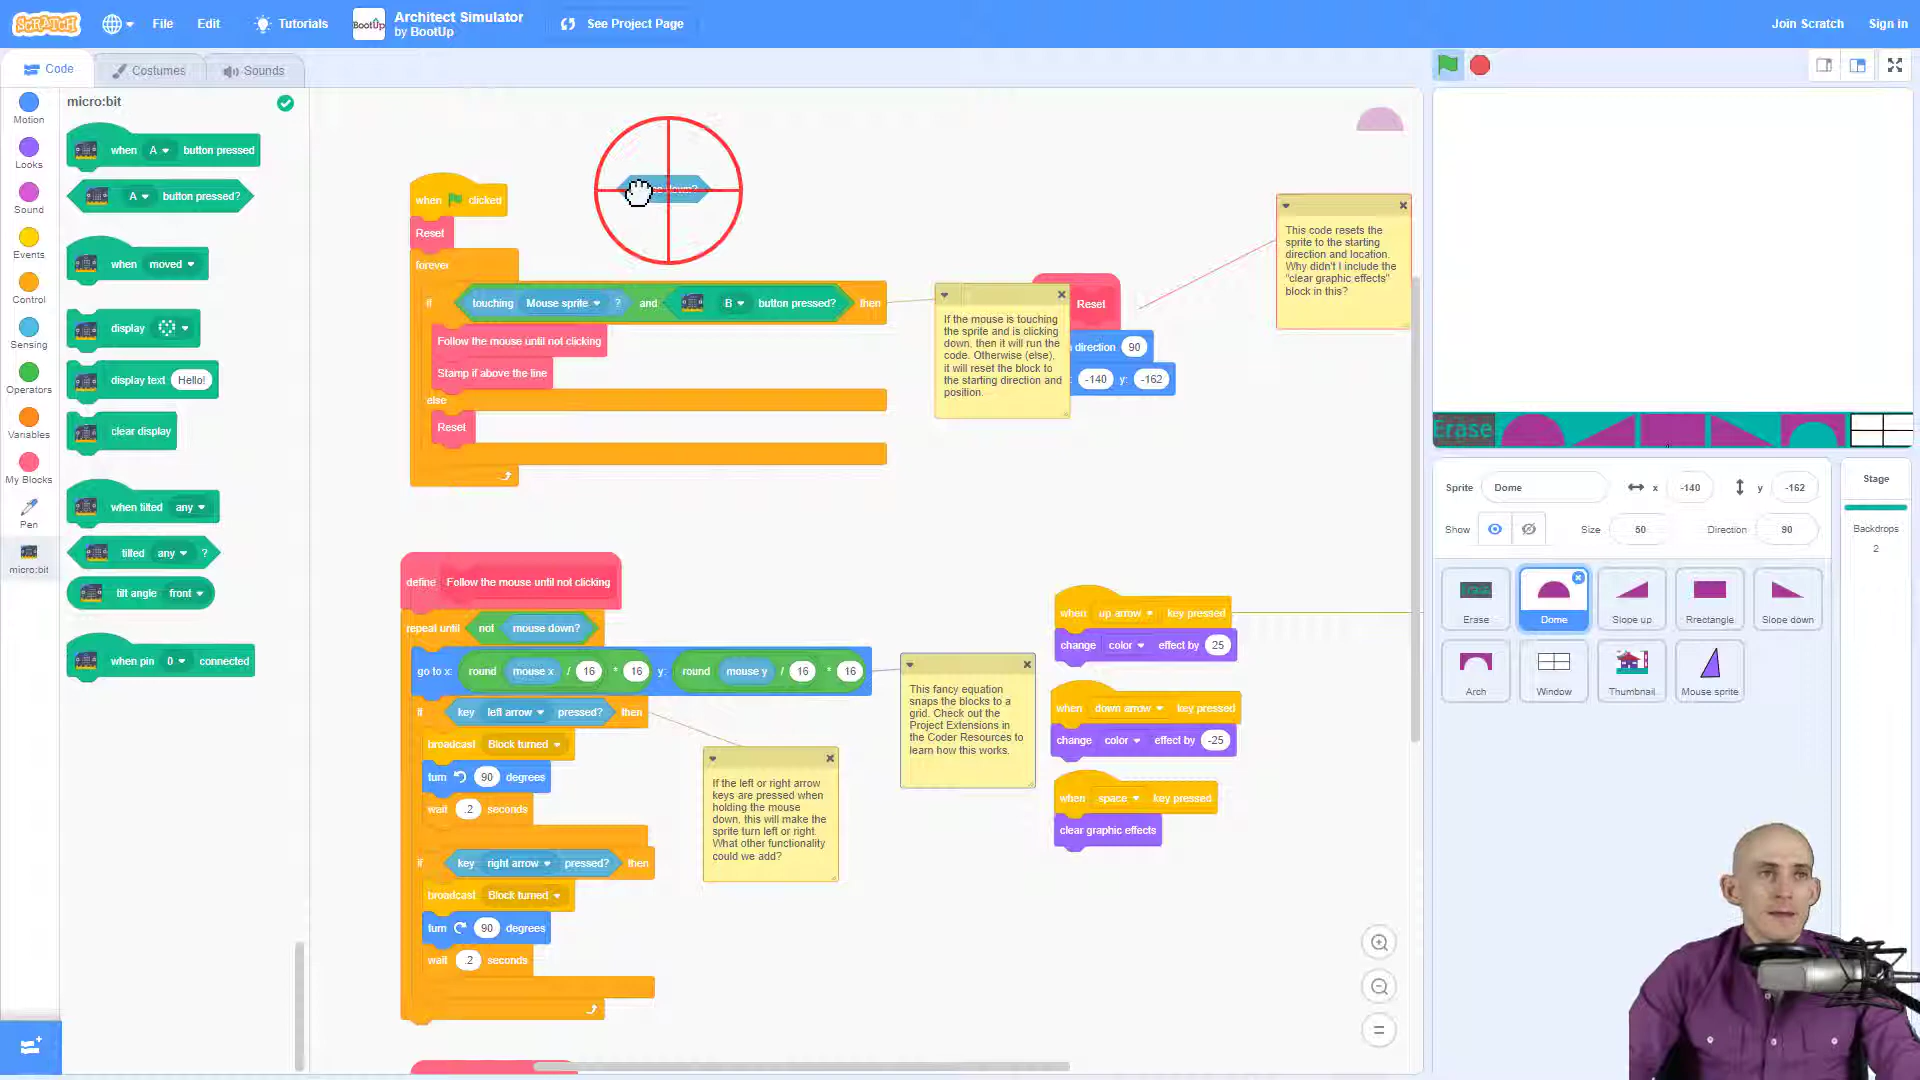 SCRATCH
File
Edit
Tutorials
BootUp
Architect Simulator
by BootUp
See Project Page
Join Scratch
Sign in
Code
Costumes
Sounds
Motion
Looks
Sound
Events
Control
Sensing
Operators
Variables
My Blocks
Pen
micro:bit
micro:bit
when A button pressed
A button pressed?
when moved
display
display text Hello!
clear display
when tilted any
tilted any ?
tilt angle front
when pin 0 connected
when clicked
Reset
forever
if touching Mouse sprite ? and B button pressed? then
Follow the mouse until not clicking
Stamp if above the line
else
Reset
If the mouse is touching
the sprite and is clicking
down, then it will run the
code. Otherwise (else),
it will reset the block to
the starting direction and
position.
Reset
direction 90
-140 y: -162
This code resets the
sprite to the starting
direction and location.
Why didn't I include the
"clear graphic effects"
block in this?
define Follow the mouse until not clicking
repeat until not mouse down?
go to x: round mouse x / 16 * 16 y: round mouse y / 16 * 16
if key left arrow pressed? then
broadcast Block turned
turn 90 degrees
wait .2 seconds
if key right arrow pressed? then
broadcast Block turned
turn 90 degrees
wait .2 seconds
If the left or right arrow
keys are pressed when
holding the mouse
down, this will make the
sprite turn left or right.
What other functionality
could we add?
This fancy equation
snaps the blocks to a
grid. Check out the
Project Extensions in
the Coder Resources to
learn how this works.
when up arrow key pressed
change color effect by 25
when down arrow key pressed
change color effect by -25
when space key pressed
clear graphic effects
Erase
Sprite Dome x -140 y -162
Show Size 50 Direction 90
Erase
Dome
Slope up
Rrectangle
Slope down
Arch
Window
Thumbnail
Mouse sprite
Stage
Backdrops
2